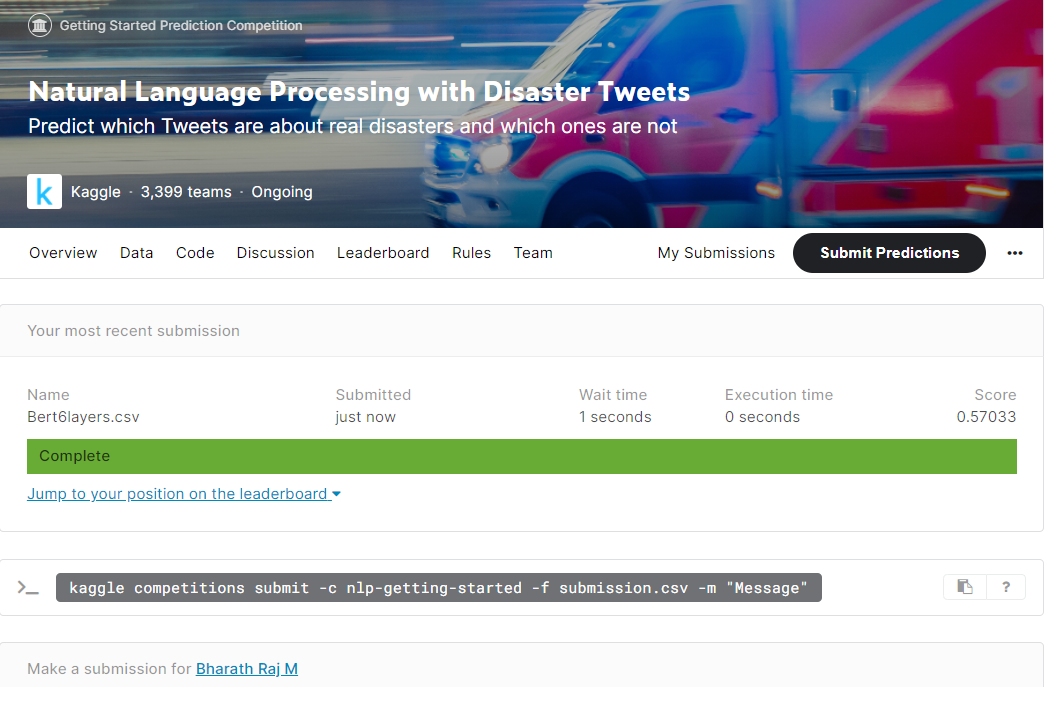 Getting Started Prediction Competition
Natural Language Processing with Disaster Tweets
Predict which Tweets are about real disasters and which ones are not
k Kaggle · 3,399 teams · Ongoing
Overview Data Code Discussion Leaderboard Rules Team My Submissions Submit Predictions ···
Your most recent submission
Name Submitted Wait time Execution time Score
Bert6layers.csv just now 1 seconds 0 seconds 0.57033
Complete
Jump to your position on the leaderboard
>_ kaggle competitions submit -c nlp-getting-started -f submission.csv -m "Message" ?
Make a submission for Bharath Raj M